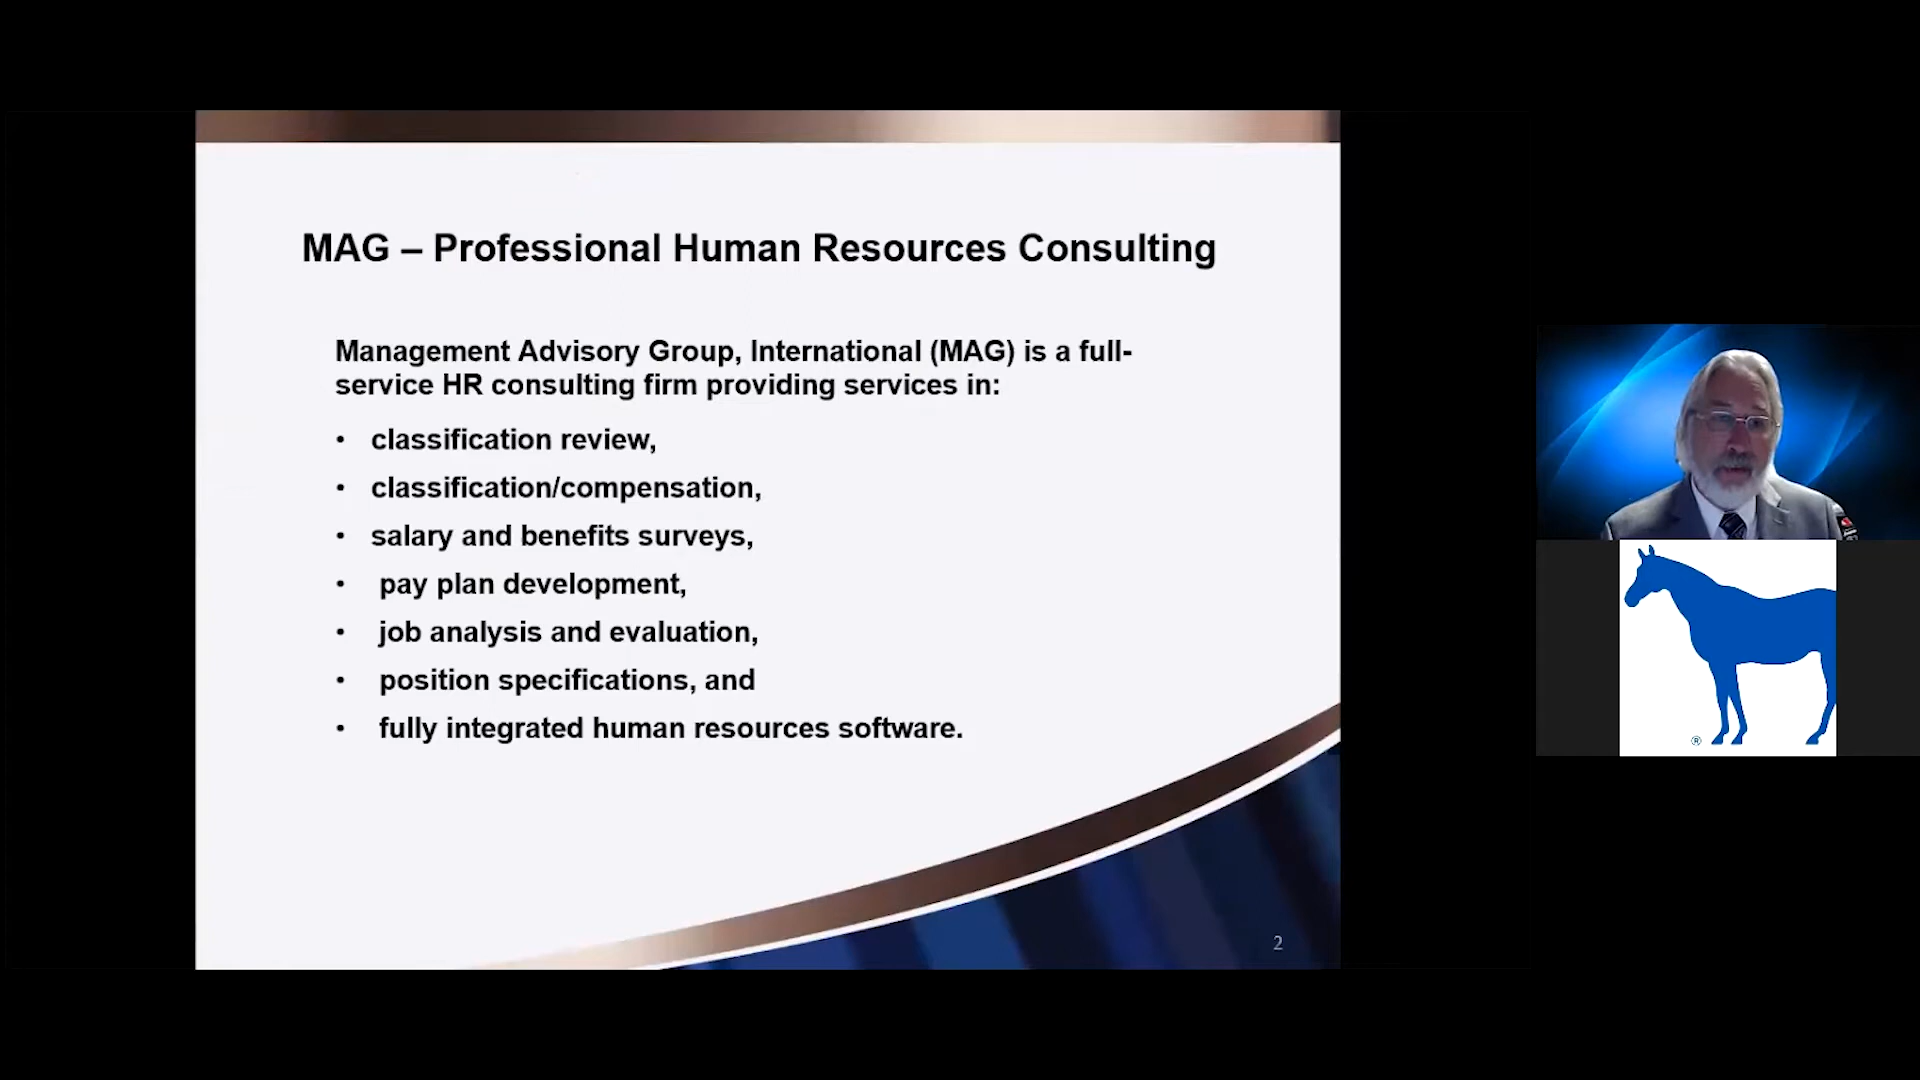 MAG – Professional Human Resources Consulting
Management Advisory Group, International (MAG) is a full-
service HR consulting firm providing services in:
• classification review,
• classification/compensation,
• salary and benefits surveys,
• pay plan development,
• job analysis and evaluation,
• position specifications, and
• fully integrated human resources software.
2
®